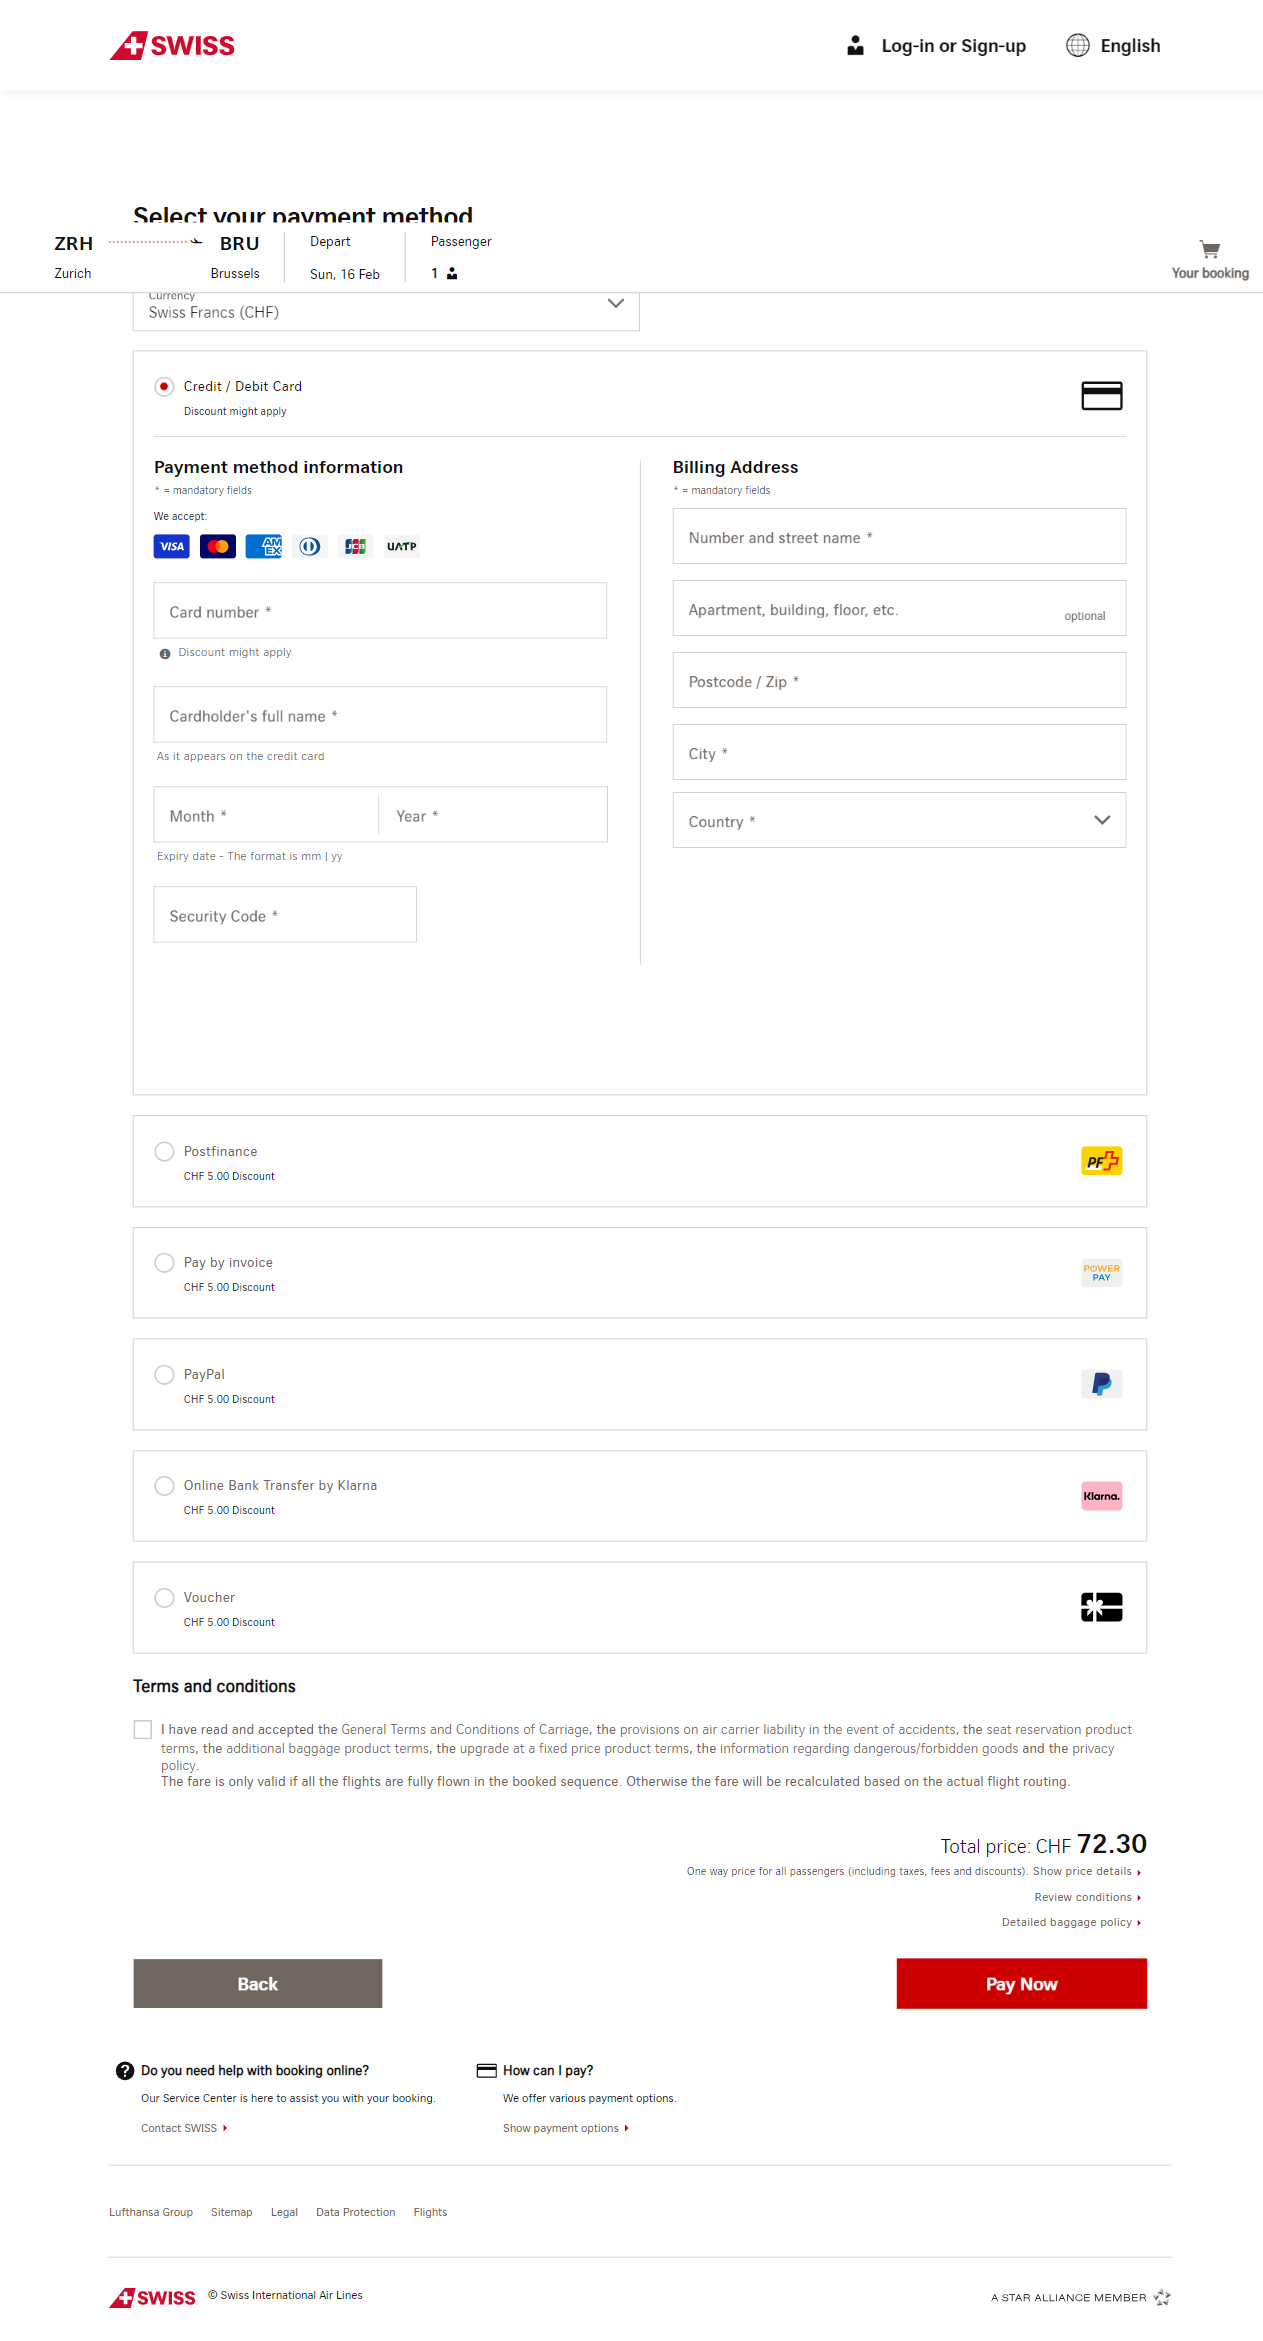 SWISS
Log-in or Sign-up
English
Select your payment method
ZRH
BRU
Depart
Passenger
Zurich
Brussels
Sun, 16 Feb
1
Your booking
Currency
Swiss Francs (CHF)
Credit / Debit Card
Discount might apply
Payment method information
* = mandatory fields
We accept:
VISA
AM
EX
JCB
UATP
Card number *
Discount might apply
Cardholder's full name *
As it appears on the credit card
Month *
Year *
Expiry date - The format is mm | yy
Security Code *
Billing Address
* = mandatory fields
Number and street name *
Apartment, building, floor, etc.
optional
Postcode / Zip *
City *
Country *
Postfinance
CHF 5.00 Discount
PF
Pay by invoice
CHF 5.00 Discount
POWER
PAY
PayPal
CHF 5.00 Discount
Online Bank Transfer by Klarna
CHF 5.00 Discount
Klarna.
Voucher
CHF 5.00 Discount
Terms and conditions
I have read and accepted the General Terms and Conditions of Carriage, the provisions on air carrier liability in the event of accidents, the seat reservation product
terms, the additional baggage product terms, the upgrade at a fixed price product terms, the information regarding dangerous/forbidden goods and the privacy
policy.
The fare is only valid if all the flights are fully flown in the booked sequence. Otherwise the fare will be recalculated based on the actual flight routing.
Total price: CHF 72.30
One way price for all passengers (including taxes, fees and discounts). Show price details
Review conditions
Detailed baggage policy
Back
Pay Now
Do you need help with booking online?
Our Service Center is here to assist you with your booking.
Contact SWISS
How can I pay?
We offer various payment options.
Show payment options
Lufthansa Group
Sitemap
Legal
Data Protection
Flights
SWISS
© Swiss International Air Lines
A STAR ALLIANCE MEMBER